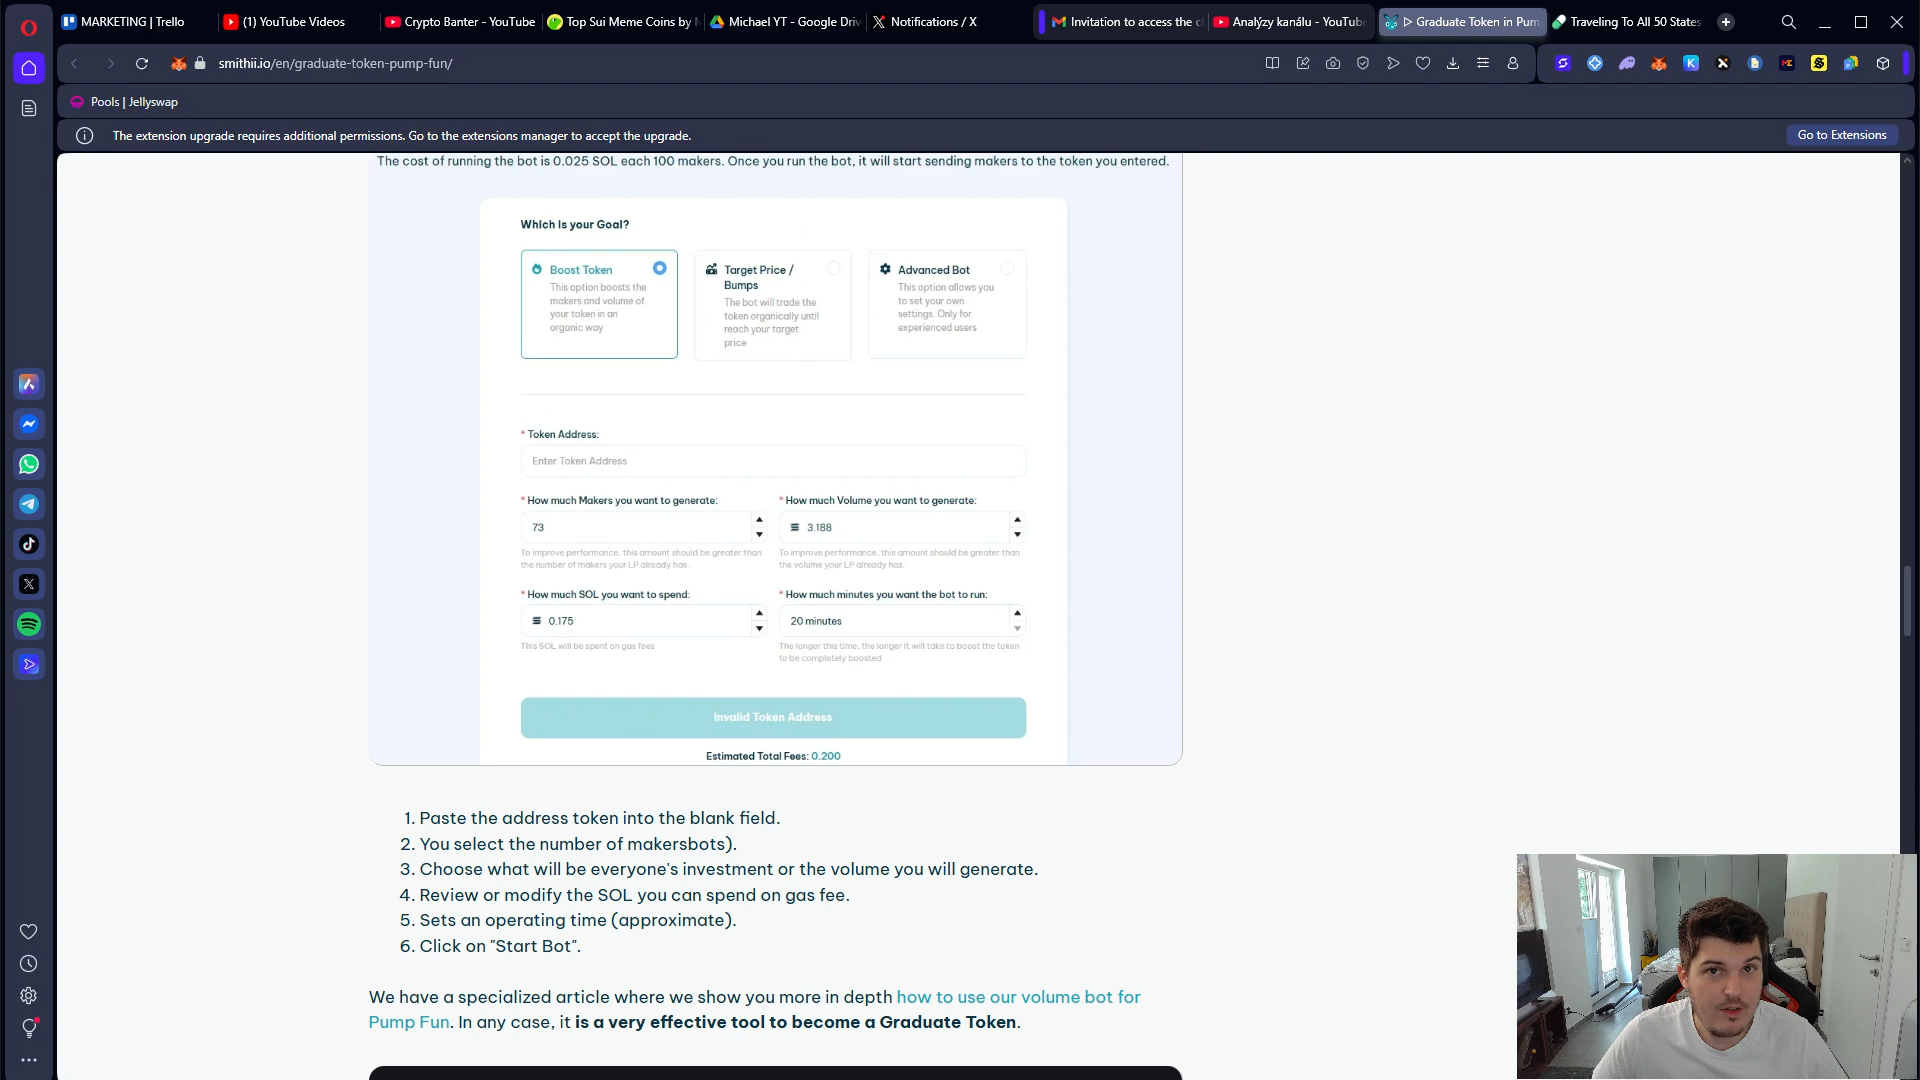 MARKETING | Trello
(1) YouTube Videos
Crypto Banter - YouTube
Top Sui Meme Coins by
Michael YT - Google Driv
Notifications / X
Invitation to access the
Analýzy kanálu - YouTube
▷ Graduate Token in Pum
Traveling To All 50 States
smithii.io/en/graduate-token-pump-fun/
Pools | Jellyswap
The extension upgrade requires additional permissions. Go to the extensions manager to accept the upgrade.
Go to Extensions
The cost of running the bot is 0.025 SOL each 100 makers. Once you run the bot, it will start sending makers to the token you entered.
Which is your Goal?
Boost Token
This option boosts the
makers and volume of
your token in an
organic way
Target Price /
Bumps
The bot will trade the
token organically until
reach your target
price
Advanced Bot
This option allows you
to set your own
settings. Only for
experienced users
* Token Address:
Enter Token Address
* How much Makers you want to generate:
73
To improve performance, this amount should be greater than
the number of makers your LP already has.
* How much Volume you want to generate:
3.188
To improve performance, this amount should be greater than
the volume your LP already has.
* How much SOL you want to spend:
0.175
This SOL will be spent on gas fees
* How much minutes you want the bot to run:
20 minutes
The longer this time, the longer it will take to boost the token
to be completely boosted
Invalid Token Address
Estimated Total Fees: 0.200
1. Paste the address token into the blank field.
2. You select the number of makersbots).
3. Choose what will be everyone's investment or the volume you will generate.
4. Review or modify the SOL you can spend on gas fee.
5. Sets an operating time (approximate).
6. Click on "Start Bot".
We have a specialized article where we show you more in depth how to use our volume bot for
Pump Fun. In any case, it is a very effective tool to become a Graduate Token.